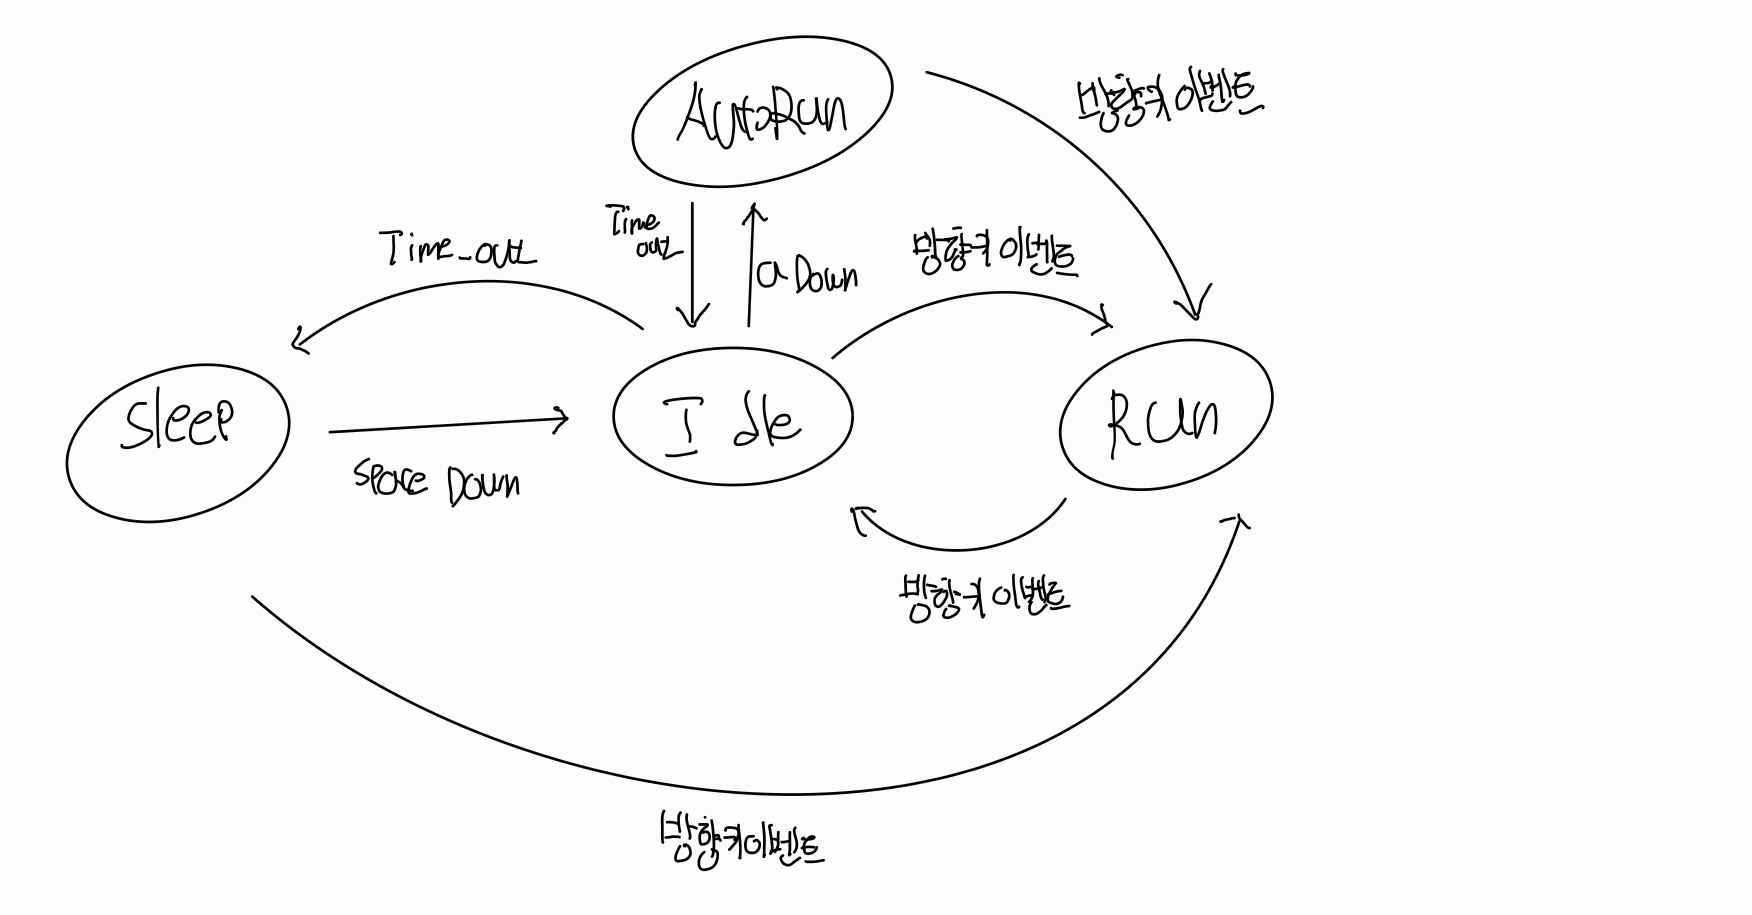 AutoRun
방향키 이벤트
Time
out
a Down
Time_out
방향키 이벤트
Sleep
Idle
Run
Space Down
방향키 이벤트
방향키이벤트